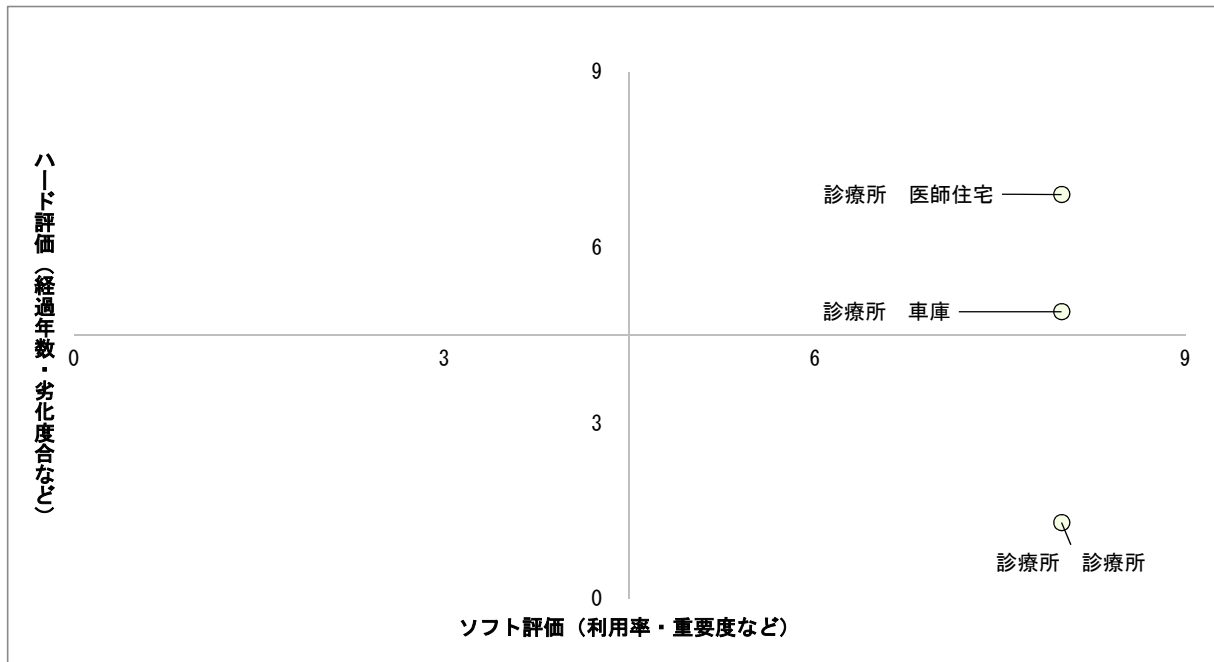 ハード評価（経過年数・劣化度合など）
9
診療所　医師住宅
6
診療所　車庫
0
3
6
9
3
診療所　診療所
0
ソフト評価（利用率・重要度など）